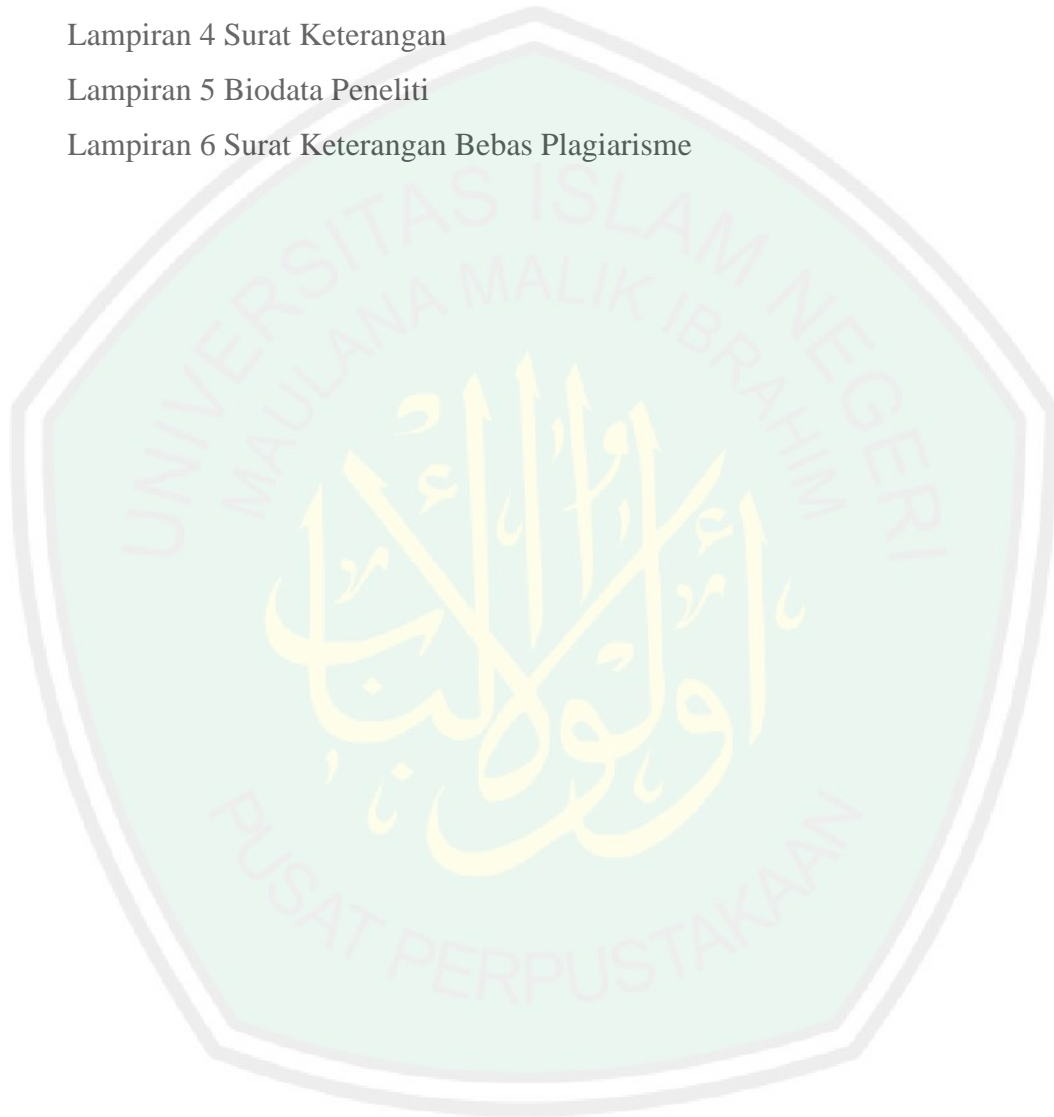 Lampiran 4 Surat Keterangan
Lampiran 5 Biodata Peneliti
Lampiran 6 Surat Keterangan Bebas Plagiarisme
UNIVERSITAS ISLAM NEGERI
MAULANA MALIK IBRAHIM
أولوا الألباب
PUSAT PERPUSTAKAAN